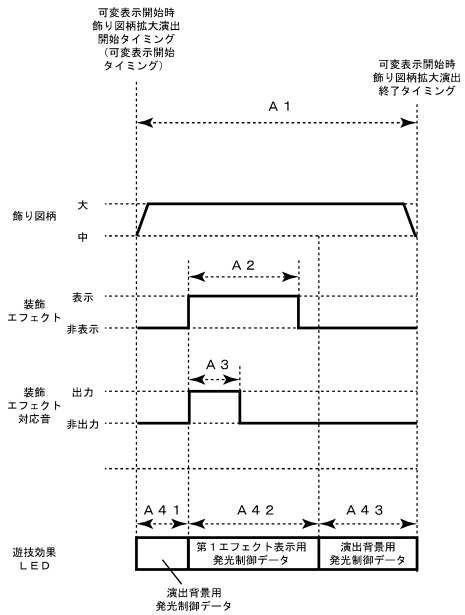 可変表示開始時
飾り図柄拡大演出
開始タイミング
（可変表示開始
タイミング）
可変表示開始時
飾り図柄拡大演出
終了タイミング
Ａ１
飾り図柄
大
中
Ａ２
装飾
エフェクト
表示
非表示
Ａ３
装飾
エフェクト
対応音
出力
非出力
Ａ４１
Ａ４２
Ａ４３
遊技効果
ＬＥＤ
第１エフェクト表示用
発光制御データ
演出背景用
発光制御データ
演出背景用
発光制御データ